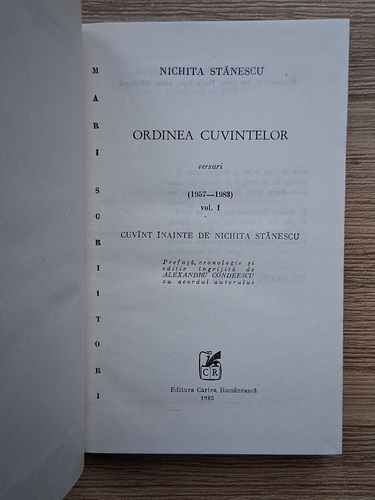 NICHITA STĂNESCU
ORDINEA CUVINTELOR
versuri
(1957—1983)
vol. I
CUVÎNT ÎNAINTE DE NICHITA STĂNESCU
Prefață, cronologie și
ediție îngrijită de
ALEXANDRU CONDEESCU
cu acordul autorului
CR
Editura Cartea Românească
1985
M
A
R
I
S
C
R
I
I
T
O
R
I